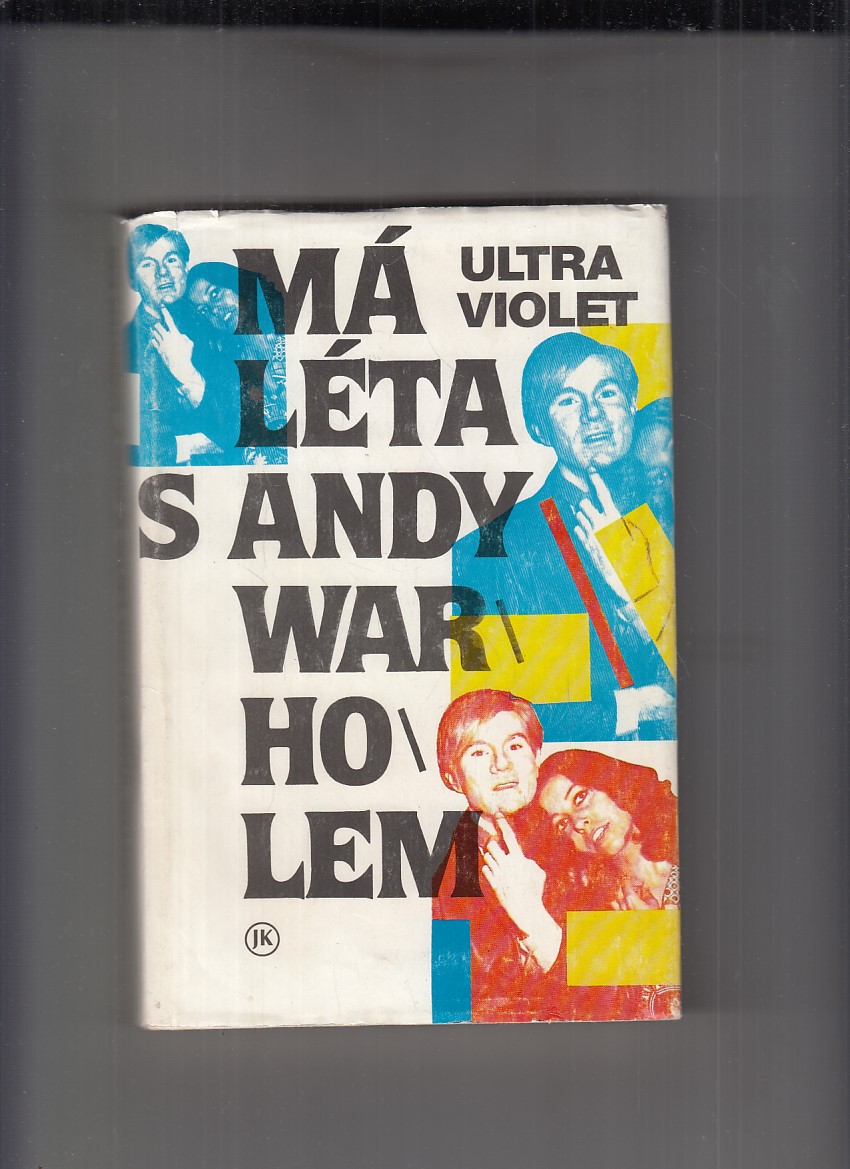 MÁ
LÉTA
S ANDY
WAR\
HO\
LEM
ULTRA
VIOLET
JK